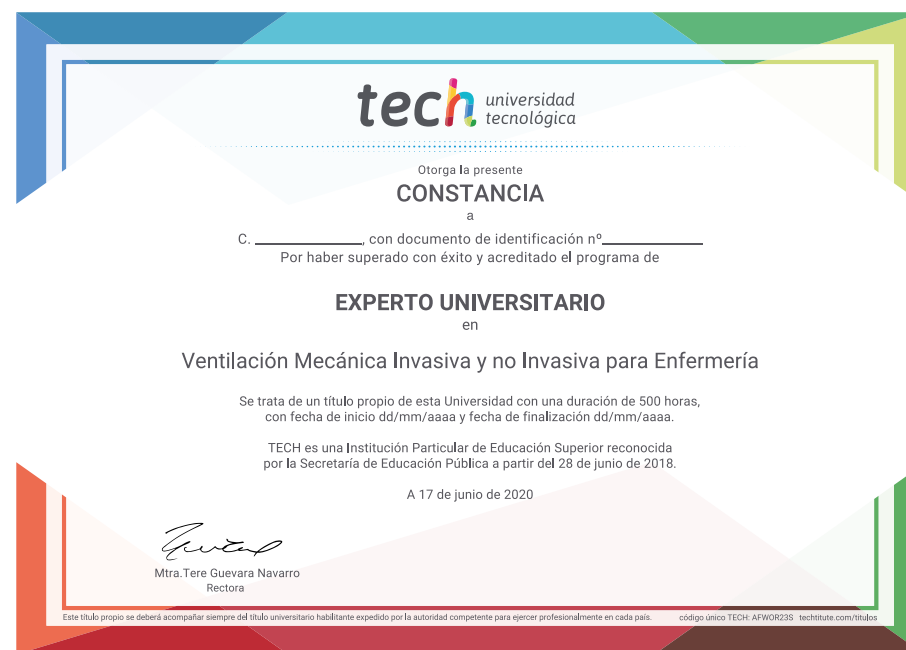 tech universidad
tecnológica
Otorga la presente
CONSTANCIA
a
C. ____________, con documento de identificación nº____________
Por haber superado con éxito y acreditado el programa de
EXPERTO UNIVERSITARIO
en
Ventilación Mecánica Invasiva y no Invasiva para Enfermería
Se trata de un título propio de esta Universidad con una duración de 500 horas,
con fecha de inicio dd/mm/aaaa y fecha de finalización dd/mm/aaaa.
TECH es una Institución Particular de Educación Superior reconocida
por la Secretaría de Educación Pública a partir del 28 de junio de 2018.
A 17 de junio de 2020
Mtra.Tere Guevara Navarro
Rectora
Este título propio se deberá acompañar siempre del título universitario habilitante expedido por la autoridad competente para ejercer profesionalmente en cada país. código único TECH: AFWOR23S techtitute.com/titulos